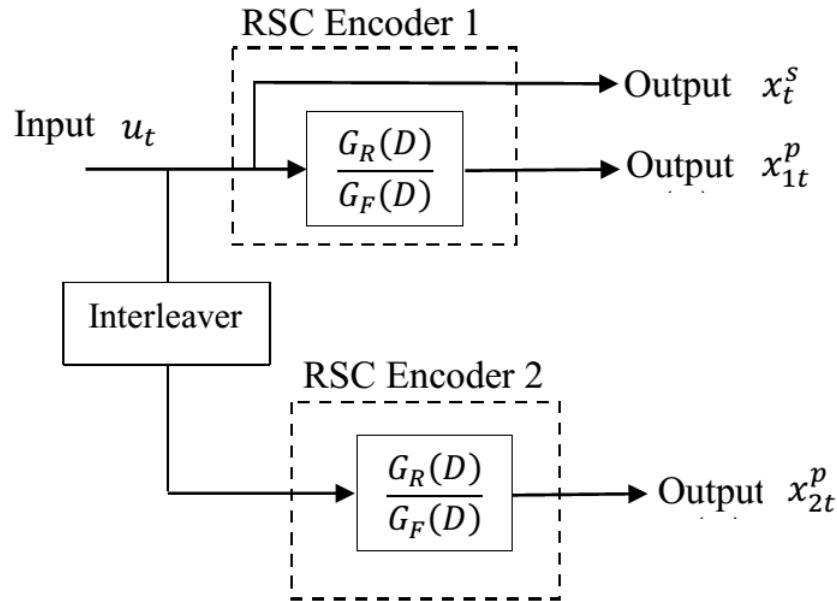 RSC Encoder 1
Output x_t^s
Input u_t
G_R(D)
G_F(D)
Output x_{1t}^p
Interleaver
RSC Encoder 2
G_R(D)
G_F(D)
Output x_{2t}^p